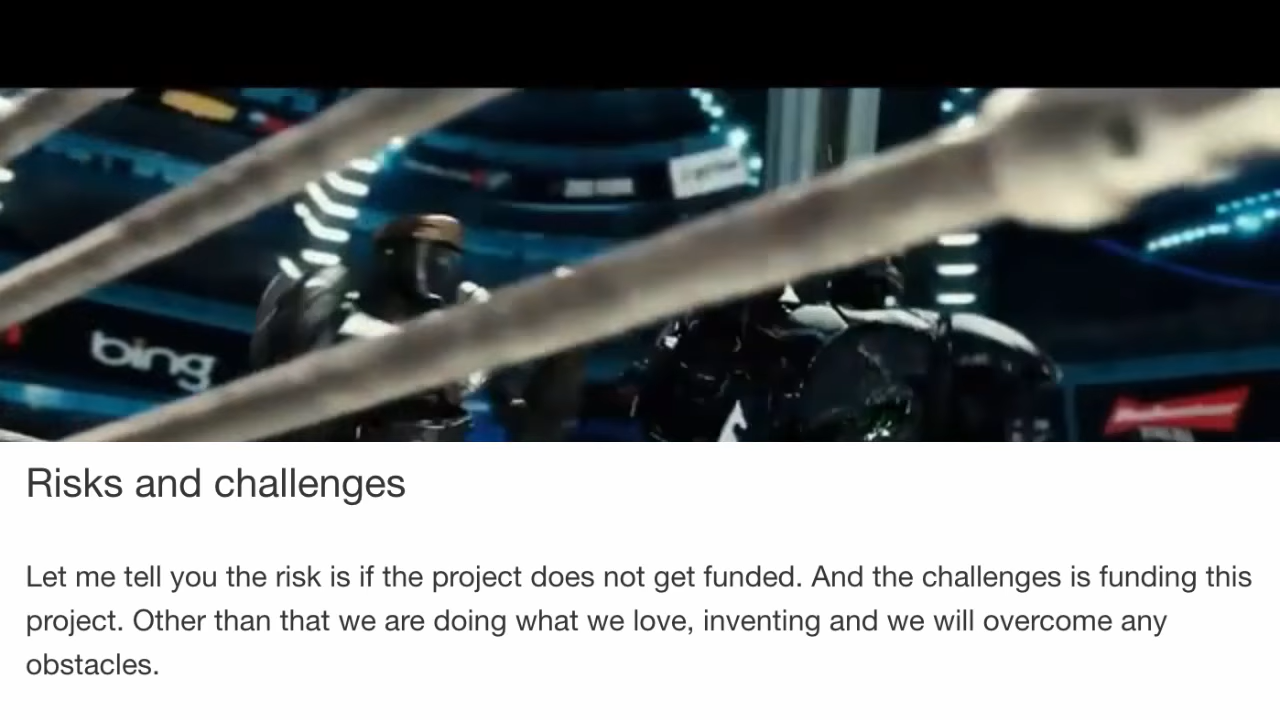 bing
Budweiser
Risks and challenges
Let me tell you the risk is if the project does not get funded. And the challenges is funding this
project. Other than that we are doing what we love, inventing and we will overcome any
obstacles.